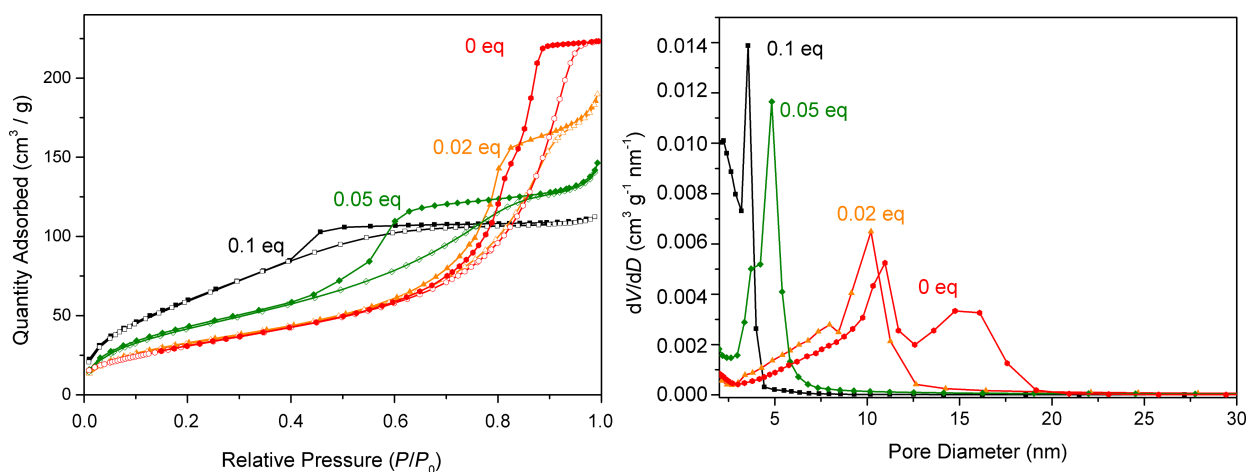 0 eq
0.02 eq
0.05 eq
0.1 eq
Quantity Adsorbed (cm³ / g)
200
150
100
50
0
0.0 0.2 0.4 0.6 0.8 1.0
Relative Pressure (P/P₀)
0.1 eq
0.05 eq
0.02 eq
0 eq
dV/dD (cm³ g⁻¹ nm⁻¹)
0.014
0.012
0.010
0.008
0.006
0.004
0.002
0.000
5 10 15 20 25 30
Pore Diameter (nm)